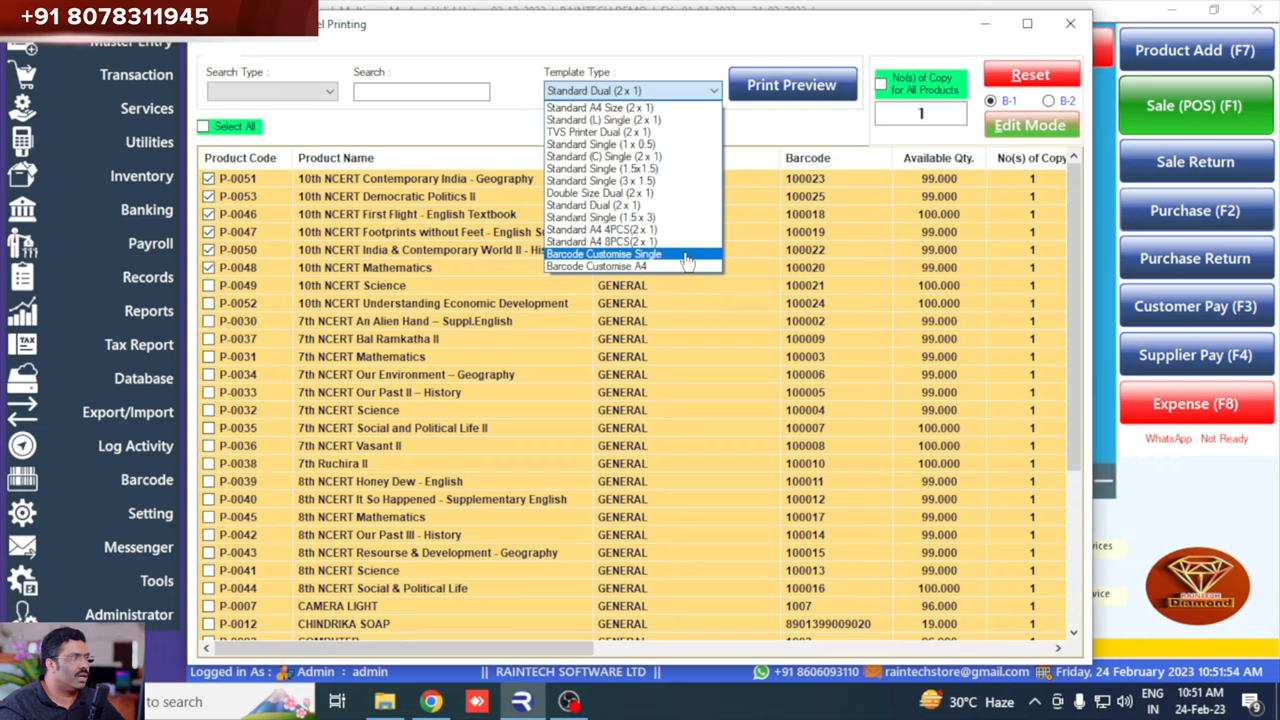 +91 8078311945
el Printing
Master Entry
Transaction
Services
Utilities
Inventory
Banking
Payroll
Records
Reports
Tax Report
Database
Export/Import
Log Activity
Barcode
Setting
Messenger
Tools
Administrator
TAX
Search Type :
Search :
Template Type :
Standard Dual (2 x 1)
Print Preview
No(s) of Copy
for All Products
1
Reset
B-1
B-2
Edit Mode
Select All
Standard A4 Size (2 x 1)
Standard (L) Single (2 x 1)
TVS Printer Dual (2 x 1)
Standard Single (1 x 0.5)
Standard (C) Single (2 x 1)
Standard Single (1.5x1.5)
Standard Single (3 x 1.5)
Double Size Dual (2 x 1)
Standard Dual (2 x 1)
Standard Single (1.5 x 3)
Standard A4 4PCS(2 x 1)
Standard A4 8PCS(2 x 1)
Barcode Customise Single
Barcode Customise A4
Product Code Product Name Barcode Available Qty. No(s) of Copy
P-0051 10th NCERT Contemporary India - Geography 100023 99.000 1
P-0053 10th NCERT Democratic Politics II 100025 99.000 1
P-0046 10th NCERT First Flight - English Textbook 100018 100.000 1
P-0047 10th NCERT Footprints without Feet - English S 99.000 1
P-0050 10th NCERT India & Contemporary World II - His 100022 99.000 1
P-0048 10th NCERT Mathematics 100020 100.000 1
P-0049 10th NCERT Science GENERAL 100021 100.000 1
P-0052 10th NCERT Understanding Economic Development GENERAL 100024 100.000 1
P-0030 7th NCERT An Alien Hand – Suppl.English GENERAL 100002 99.000 1
P-0037 7th NCERT Bal Ramkatha II GENERAL 100009 99.000 1
P-0031 7th NCERT Mathematics GENERAL 100003 99.000 1
P-0034 7th NCERT Our Environment – Geography GENERAL 100006 99.000 1
P-0033 7th NCERT Our Past II – History GENERAL 100005 99.000 1
P-0032 7th NCERT Science GENERAL 100004 99.000 1
P-0035 7th NCERT Social and Political Life II GENERAL 100007 99.000 1
P-0036 7th NCERT Vasant II GENERAL 100008 99.000 1
P-0038 7th Ruchira II GENERAL 100010 100.000 1
P-0039 8th NCERT Honey Dew - English GENERAL 100011 99.000 1
P-0040 8th NCERT It So Happened - Supplementary English GENERAL 100012 99.000 1
P-0045 8th NCERT Mathematics GENERAL 100017 99.000 1
P-0042 8th NCERT Our Past III - History GENERAL 100014 99.000 1
P-0043 8th NCERT Resourse & Development - Geography GENERAL 100015 99.000 1
P-0041 8th NCERT Science GENERAL 100013 99.000 1
P-0044 8th NCERT Social & Political Life GENERAL 100016 100.000 1
P-0007 CAMERA LIGHT GENERAL 1007 96.000 1
P-0012 CHINDRIKA SOAP GENERAL 8901399009020 19.000 1
Product Add (F7)
Sale (POS) (F1)
Sale Return
Purchase (F2)
Purchase Return
Customer Pay (F3)
Supplier Pay (F4)
Expense (F8)
WhatsApp : Not Ready
RAINTECH
Diamond
Logged in As : Admin : admin || RAINTECH SOFTWARE LTD || +91 8606093110 raintechstore@gmail.com Friday, 24 February 2023 10:51:54 AM
to search
30°C Haze
ENG
IN
10:51 AM
24-Feb-23
9